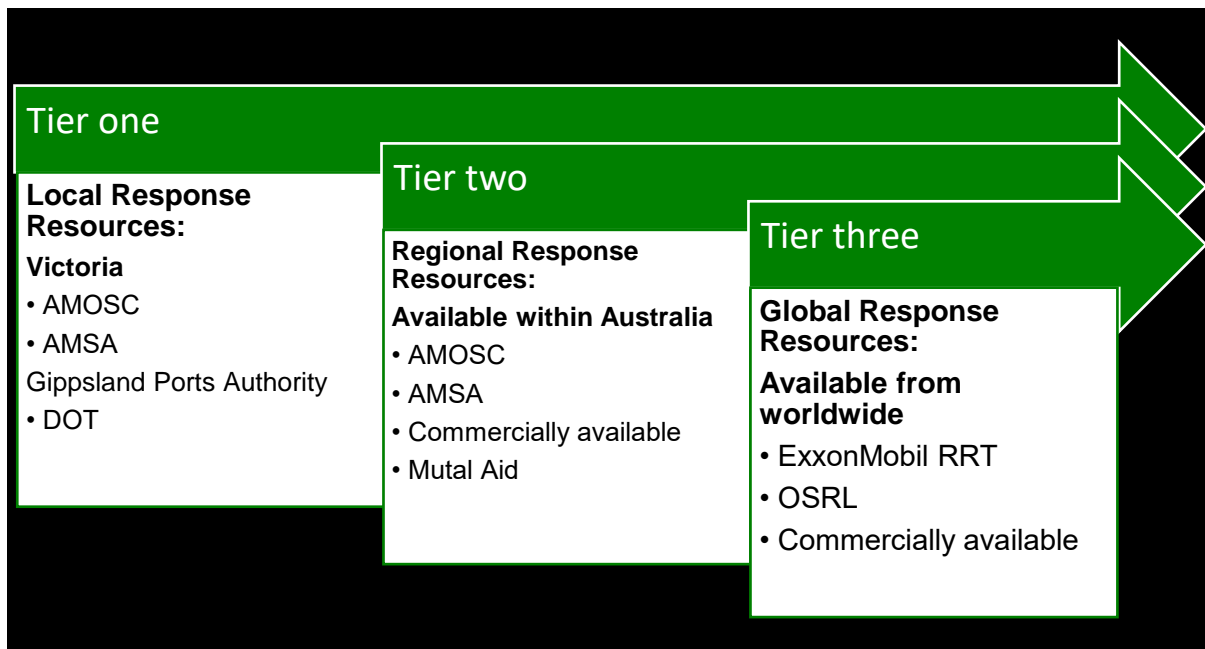 Tier one
Local Response
Resources:
Victoria
• AMOSC
• AMSA
Gippsland Ports Authority
• DOT
Tier two
Regional Response
Resources:
Available within Australia
• AMOSC
• AMSA
• Commercially available
• Mutal Aid
Tier three
Global Response
Resources:
Available from
worldwide
• ExxonMobil RRT
• OSRL
• Commercially available